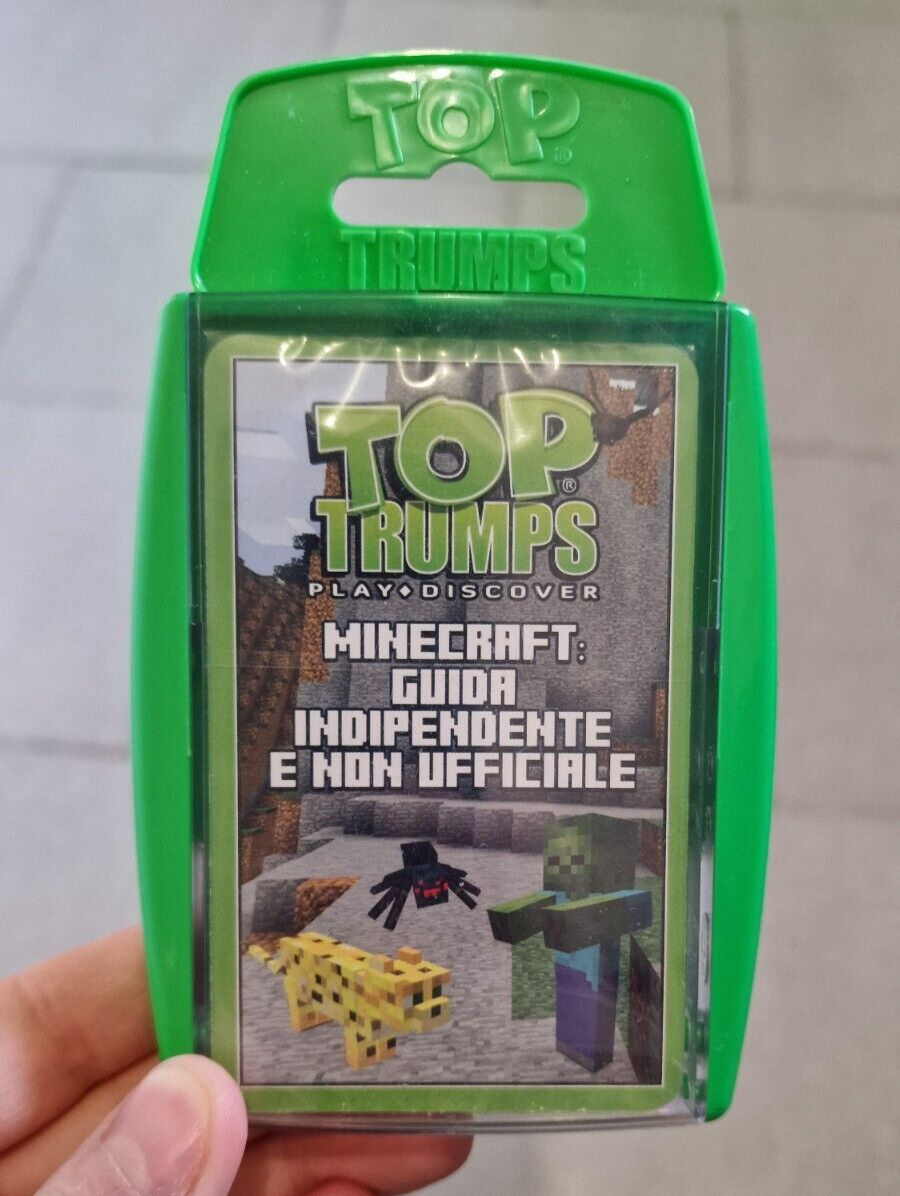 TOP®
TRUMPS
TOP®
TRUMPS
PLAY◆DISCOVER
MINECRAFT:
GUIDA
INDIPENDENTE
E NON UFFICIALE